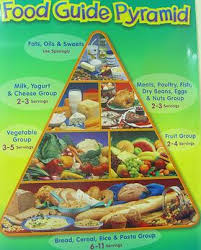 Food Guide Pyramid
Fats, Oils & Sweets
Use Sparingly
Milk, Yogurt
& Cheese Group
2-3 Servings
Meats, Poultry, Fish,
Dry Beans, Eggs
& Nuts Group
2-3 Servings
Vegetable
Group
3-5 Servings
Fruit Group
2-4 Servings
Bread, Cereal, Rice & Pasta Group
6-11 Servings